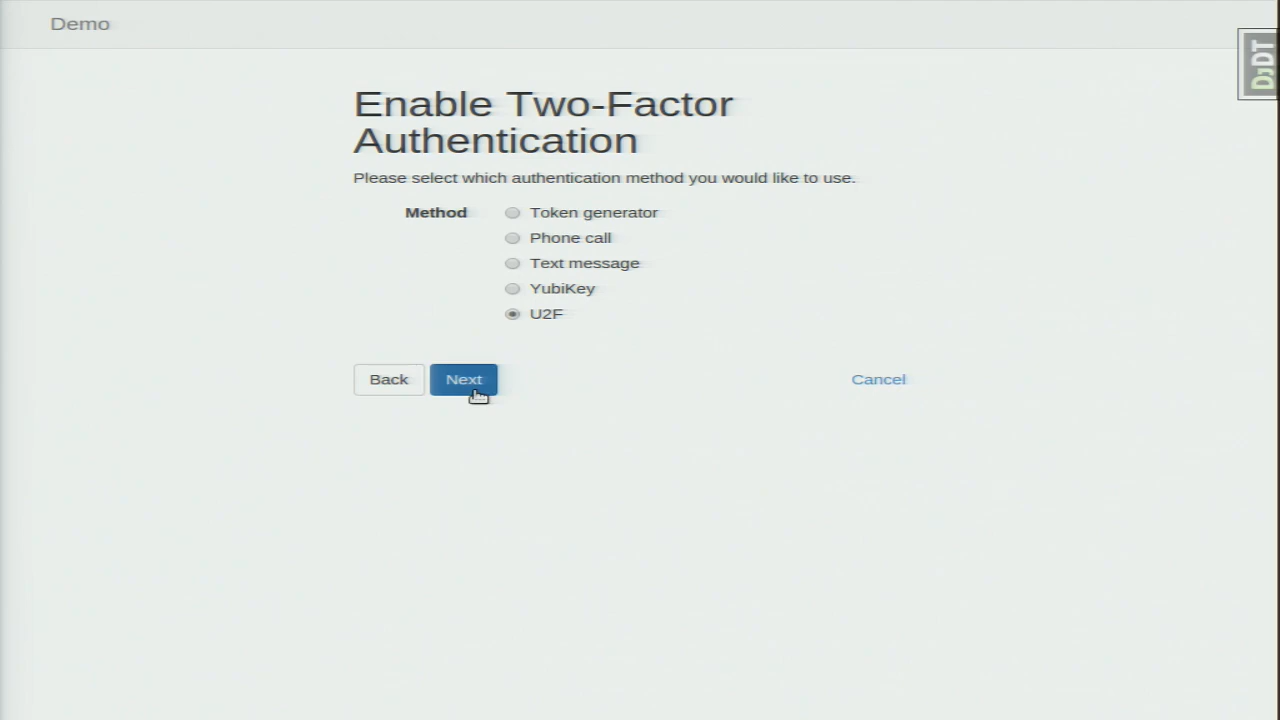 Demo
DjDT
Enable Two-Factor
Authentication
Please select which authentication method you would like to use.
Method
Token generator
Phone call
Text message
YubiKey
U2F
Back
Next
Cancel